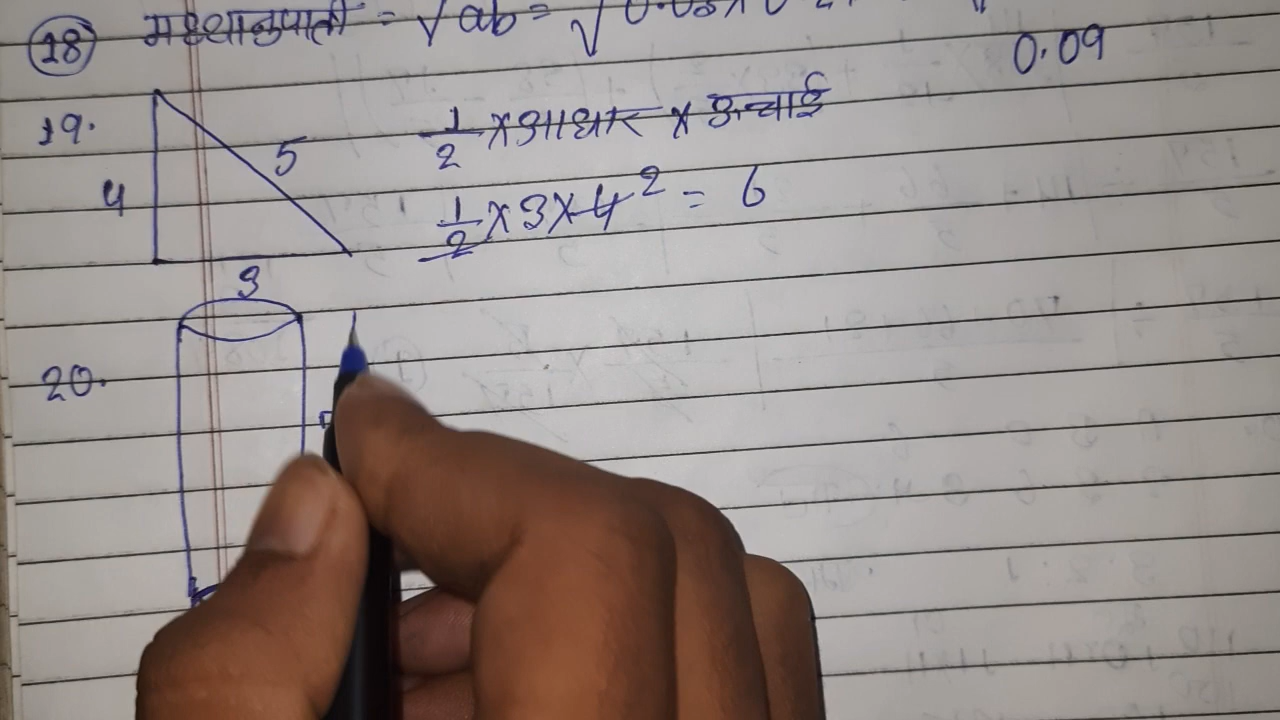 18 मध्यानुपाती = √ab =
0.09
19.
1/2 × आधार × ऊन्चाई
4 5
1/2 × 3 × 4 2 = 6
3
20.